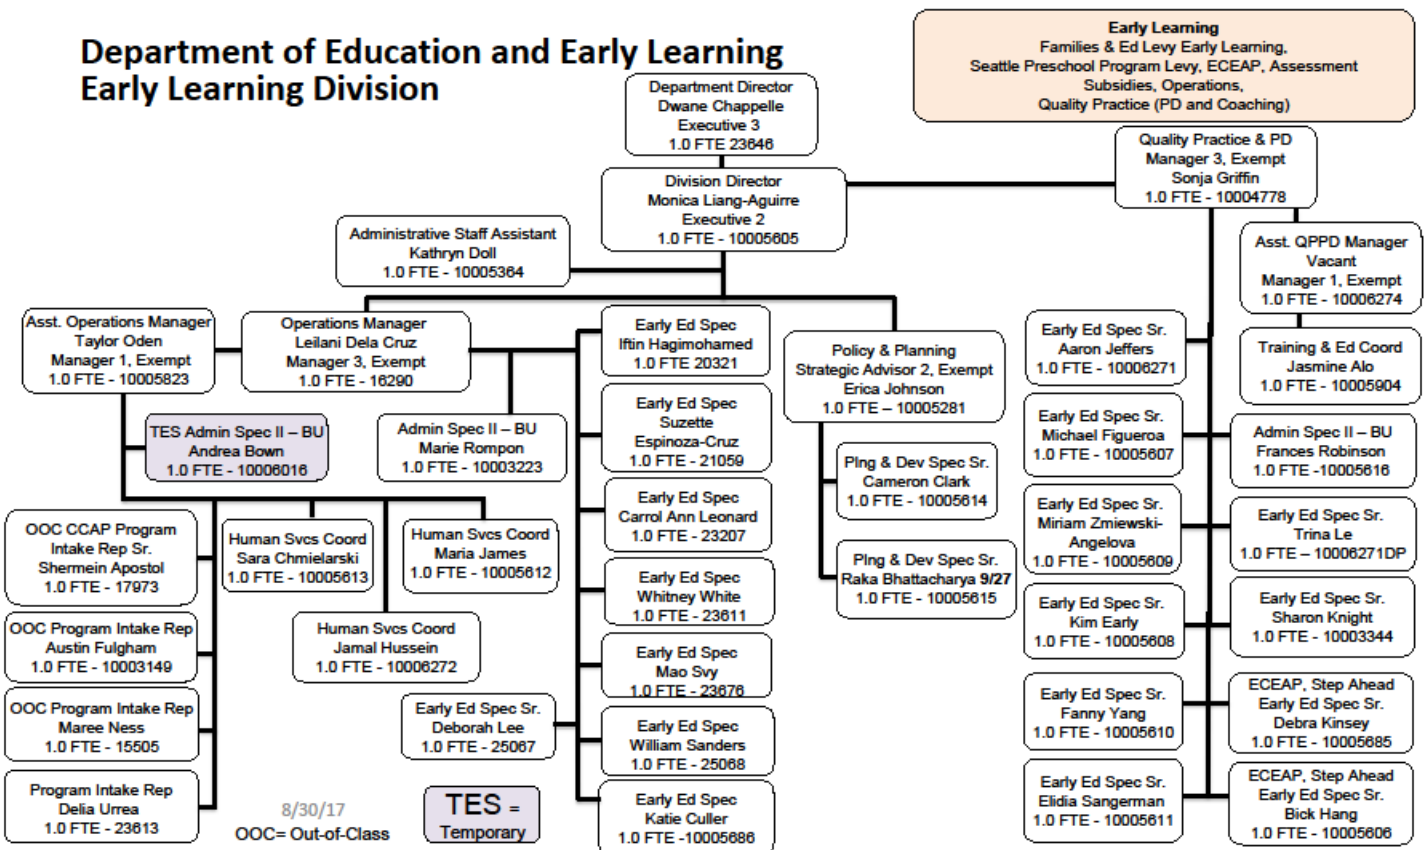 Department of Education and Early Learning
Early Learning Division
Early Learning
Families & Ed Levy Early Learning,
Seattle Preschool Program Levy, ECEAP, Assessment
Subsidies, Operations,
Quality Practice (PD and Coaching)
Department Director
Dwane Chappelle
Executive 3
1.0 FTE 23646
Quality Practice & PD
Manager 3, Exempt
Sonja Griffin
1.0 FTE - 10004778
Division Director
Monica Liang-Aguirre
Executive 2
1.0 FTE - 10005605
Administrative Staff Assistant
Kathryn Doll
1.0 FTE - 10005364
Asst. QPPD Manager
Vacant
Manager 1, Exempt
1.0 FTE - 10006274
Asst. Operations Manager
Taylor Oden
Manager 1, Exempt
1.0 FTE - 10005823
Operations Manager
Leilani Dela Cruz
Manager 3, Exempt
1.0 FTE - 16290
Early Ed Spec
Iftin Hagimohamed
1.0 FTE 20321
Policy & Planning
Strategic Advisor 2, Exempt
Erica Johnson
1.0 FTE – 10005281
Early Ed Spec Sr.
Aaron Jeffers
1.0 FTE - 10006271
Training & Ed Coord
Jasmine Alo
1.0 FTE - 10005904
TES Admin Spec II – BU
Andrea Bown
1.0 FTE - 10006016
Admin Spec II – BU
Marie Rompon
1.0 FTE - 10003223
Early Ed Spec
Suzette
Espinoza-Cruz
1.0 FTE - 21059
Plng & Dev Spec Sr.
Cameron Clark
1.0 FTE - 10005614
Early Ed Spec Sr.
Michael Figueroa
1.0 FTE - 10005607
Admin Spec II – BU
Frances Robinson
1.0 FTE -10005616
OOC CCAP Program
Intake Rep Sr.
Shermein Apostol
1.0 FTE - 17973
Human Svcs Coord
Sara Chmielarski
1.0 FTE - 10005613
Human Svcs Coord
Maria James
1.0 FTE - 10005612
Early Ed Spec
Carrol Ann Leonard
1.0 FTE - 23207
Plng & Dev Spec Sr.
Raka Bhattacharya 9/27
1.0 FTE - 10005615
Early Ed Spec Sr.
Miriam Zmiewski-
Angelova
1.0 FTE - 10005609
Early Ed Spec Sr.
Trina Le
1.0 FTE – 10006271DP
OOC Program Intake Rep
Austin Fulgham
1.0 FTE - 10003149
Human Svcs Coord
Jamal Hussein
1.0 FTE - 10006272
Early Ed Spec
Whitney White
1.0 FTE - 23611
Early Ed Spec Sr.
Kim Early
1.0 FTE - 10005608
Early Ed Spec Sr.
Sharon Knight
1.0 FTE - 10003344
OOC Program Intake Rep
Maree Ness
1.0 FTE - 15505
Early Ed Spec Sr.
Deborah Lee
1.0 FTE - 25067
Early Ed Spec
Mao Svy
1.0 FTE - 23676
Early Ed Spec
William Sanders
1.0 FTE - 25068
Early Ed Spec Sr.
Fanny Yang
1.0 FTE - 10005610
ECEAP, Step Ahead
Early Ed Spec Sr.
Debra Kinsey
1.0 FTE - 10005685
Program Intake Rep
Delia Urrea
1.0 FTE - 23613
8/30/17
OOC= Out-of-Class
TES =
Temporary
Early Ed Spec
Katie Culler
1.0 FTE -10005686
Early Ed Spec Sr.
Elidia Sangerman
1.0 FTE - 10005611
ECEAP, Step Ahead
Early Ed Spec Sr.
Bick Hang
1.0 FTE - 10005606